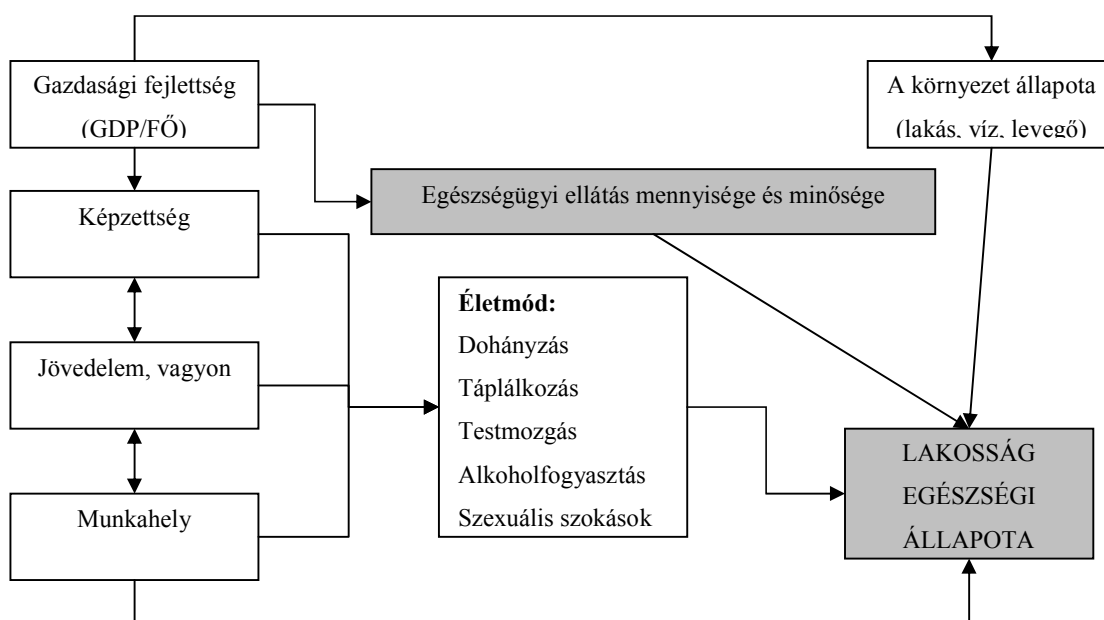 Gazdasági fejlettség
(GDP/FŐ)
A környezet állapota
(lakás, víz, levegő)
Egészségügyi ellátás mennyisége és minősége
Képzettség
Életmód:
Dohányzás
Táplálkozás
Testmozgás
Alkoholfogyasztás
Szexuális szokások
Jövedelem, vagyon
Munkahely
LAKOSSÁG
EGÉSZSÉGI
ÁLLAPOTA